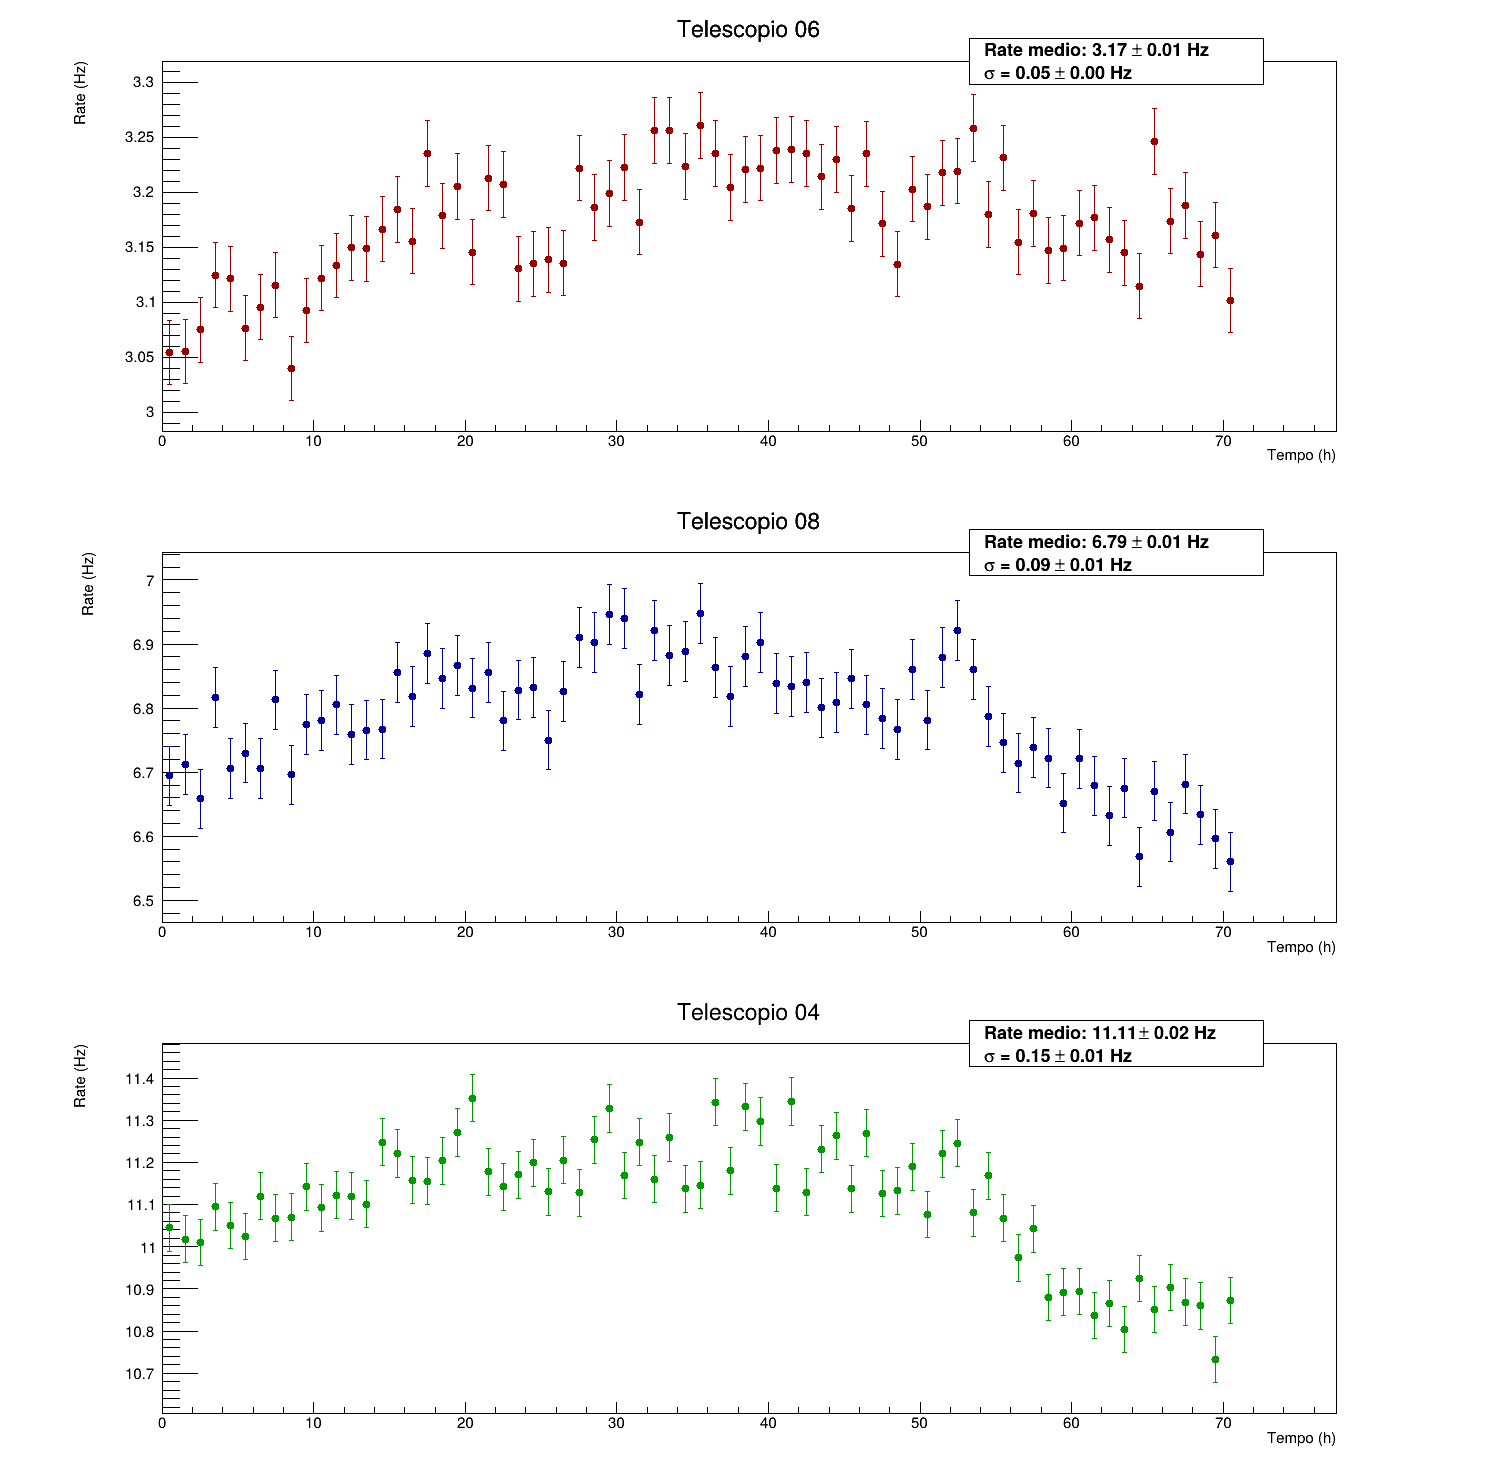 Telescopio 06
Rate medio: 3.17 ± 0.01 Hz
σ = 0.05 ± 0.00 Hz
Rate (Hz)
3.3
3.25
3.2
3.15
3.1
3.05
3
0 10 20 30 40 50 60 70
Tempo (h)
Telescopio 08
Rate medio: 6.79 ± 0.01 Hz
σ = 0.09 ± 0.01 Hz
Rate (Hz)
7
6.9
6.8
6.7
6.6
6.5
0 10 20 30 40 50 60 70
Tempo (h)
Telescopio 04
Rate medio: 11.11 ± 0.02 Hz
σ = 0.15 ± 0.01 Hz
Rate (Hz)
11.4
11.3
11.2
11.1
11
10.9
10.8
10.7
0 10 20 30 40 50 60 70
Tempo (h)